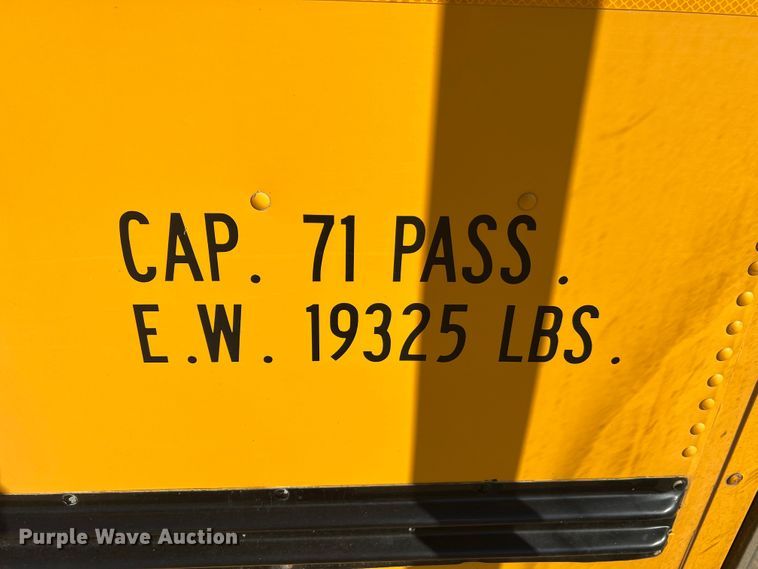 CAP. 71 PASS.
E.W. 19325 LBS.
Purple Wave Auction